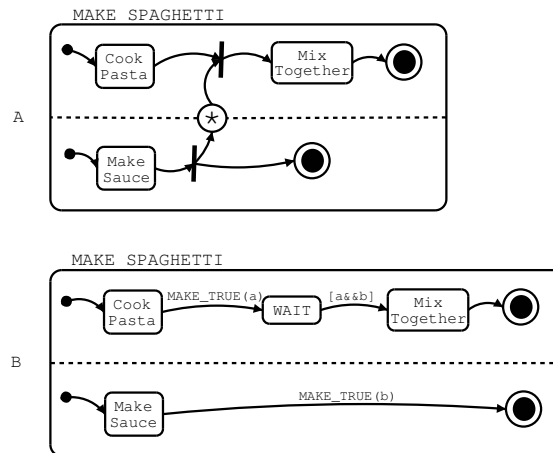 MAKE SPAGHETTI
Cook
Pasta
Mix
Together
A
*
Make
Sauce
MAKE SPAGHETTI
Cook
Pasta
MAKE_TRUE(a)
WAIT
[a&&b]
Mix
Together
B
Make
Sauce
MAKE_TRUE(b)